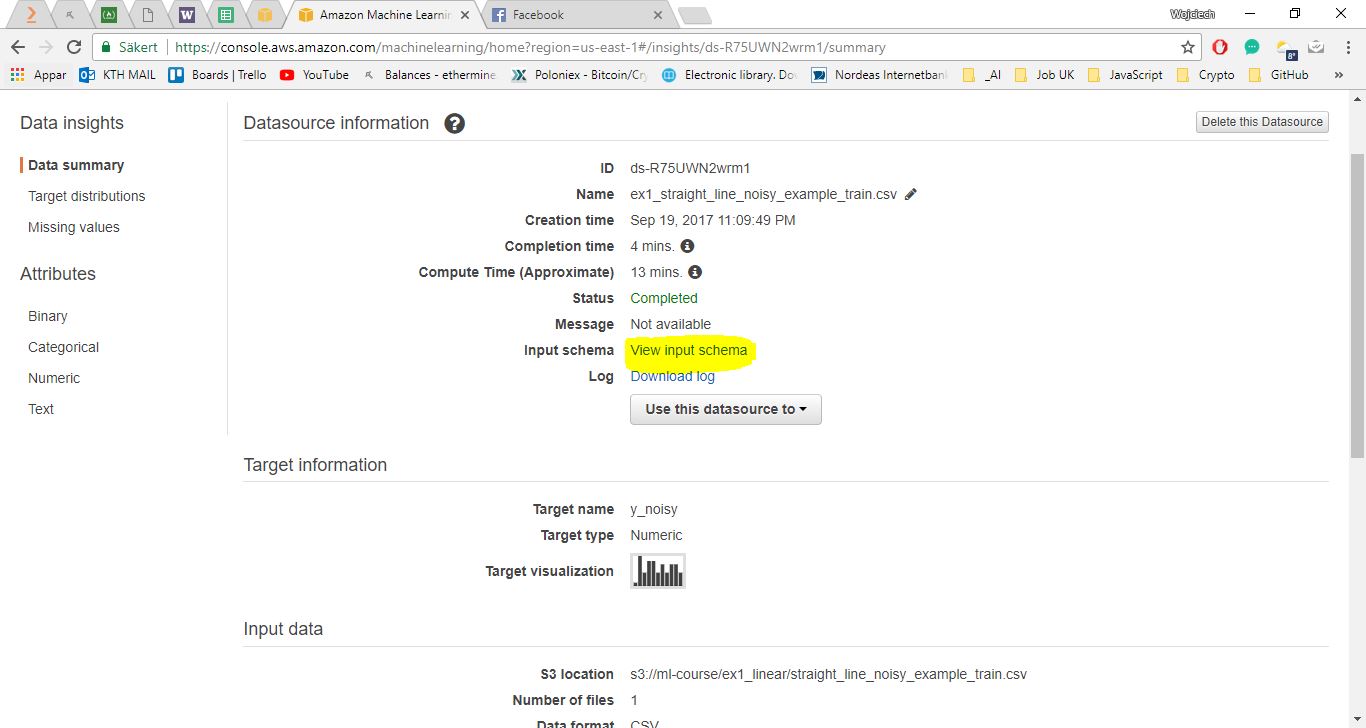 Amazon Machine Learnin
Facebook
Wojciech
Säkert
https://console.aws.amazon.com/machinelearning/home?region=us-east-1#/insights/ds-R75UWN2wrm1/summary
8°
Appar KTH MAIL Boards | Trello YouTube Balances - ethermine Poloniex - Bitcoin/Cry Electronic library. Do Nordeas Internetban _AI Job UK JavaScript Crypto GitHub »
Data insights
Data summary
Target distributions
Missing values
Attributes
Binary
Categorical
Numeric
Text
Datasource information ?
Delete this Datasource
ID ds-R75UWN2wrm1
Name ex1_straight_line_noisy_example_train.csv
Creation time Sep 19, 2017 11:09:49 PM
Completion time 4 mins.
Compute Time (Approximate) 13 mins.
Status Completed
Message Not available
Input schema View input schema
Log Download log
Use this datasource to
Target information
Target name y_noisy
Target type Numeric
Target visualization
Input data
S3 location s3://ml-course/ex1_linear/straight_line_noisy_example_train.csv
Number of files 1
Data format CSV